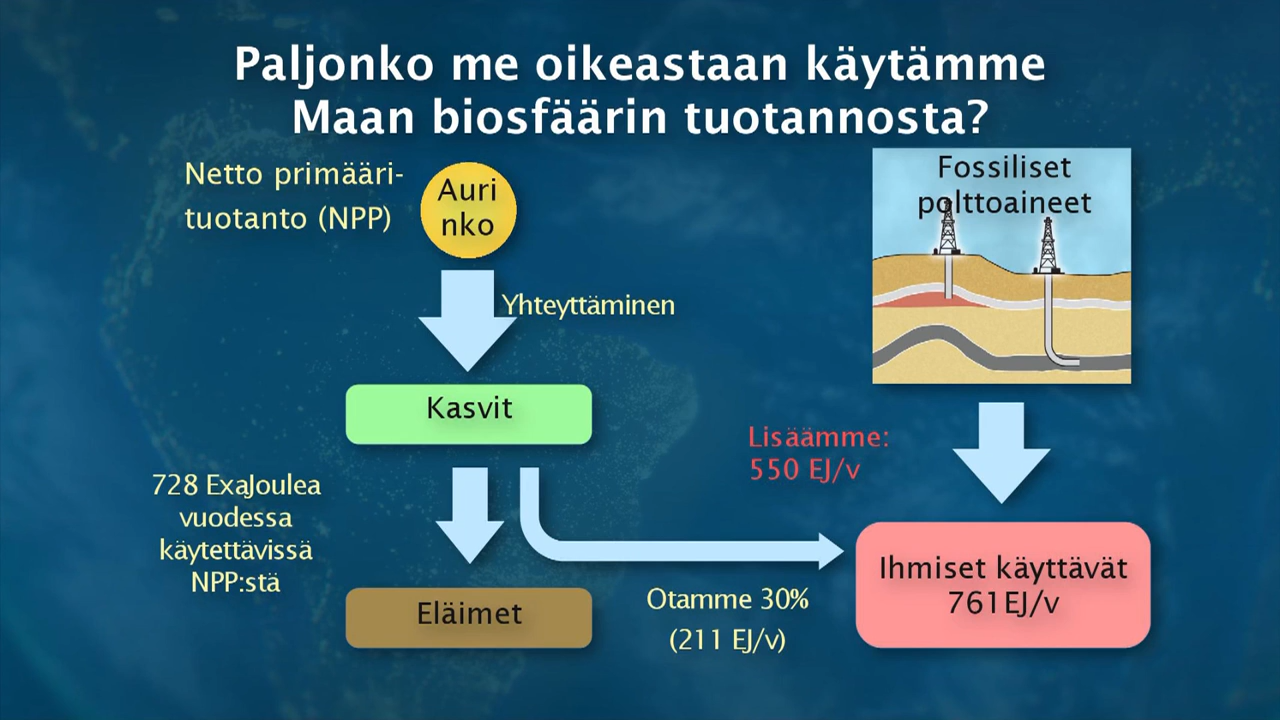 Paljonko me oikeastaan käytämme
Maan biosfäärin tuotannosta?
Netto primääri-
tuotanto (NPP)
Auri
nko
Fossiliset
polttoaineet
Yhteyttäminen
Kasvit
Lisäämme:
550 EJ/v
728 ExaJoulea
vuodessa
käytettävissä
NPP:stä
Eläimet
Otamme 30%
(211 EJ/v)
Ihmiset käyttävät
761EJ/v